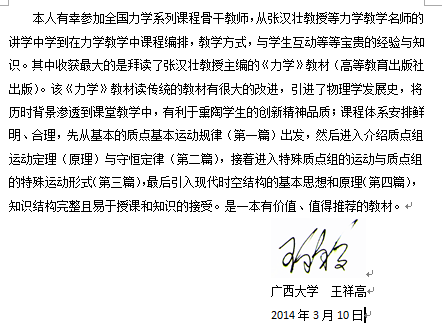 本人有幸参加全国力学系列课程骨干教师，从张汉壮教授等力学教学名师的
讲学中学到在力学教学中课程编排，教学方式，与学生互动等等宝贵的经验与知
识。其中收获最大的是拜读了张汉壮教授主编的《力学》教材（高等教育出版社
出版）。该《力学》教材读传统的教材有很大的改进，引进了物理学发展史，将
历时背景渗透到课堂教学中，有利于熏陶学生的创新精神品质；课程体系安排鲜
明、合理，先从基本的质点基本运动规律（第一篇）出发，然后进入介绍质点组
运动定理（原理）与守恒定律（第二篇），接着进入特殊质点组的运动与质点组
的特殊运动形式（第三篇），最后引入现代时空结构的基本思想和原理（第四篇），
知识结构完整且易于授课和知识的接受。是一本有价值、值得推荐的教材。
广西大学 王祥高
2014 年 3 月 10 日